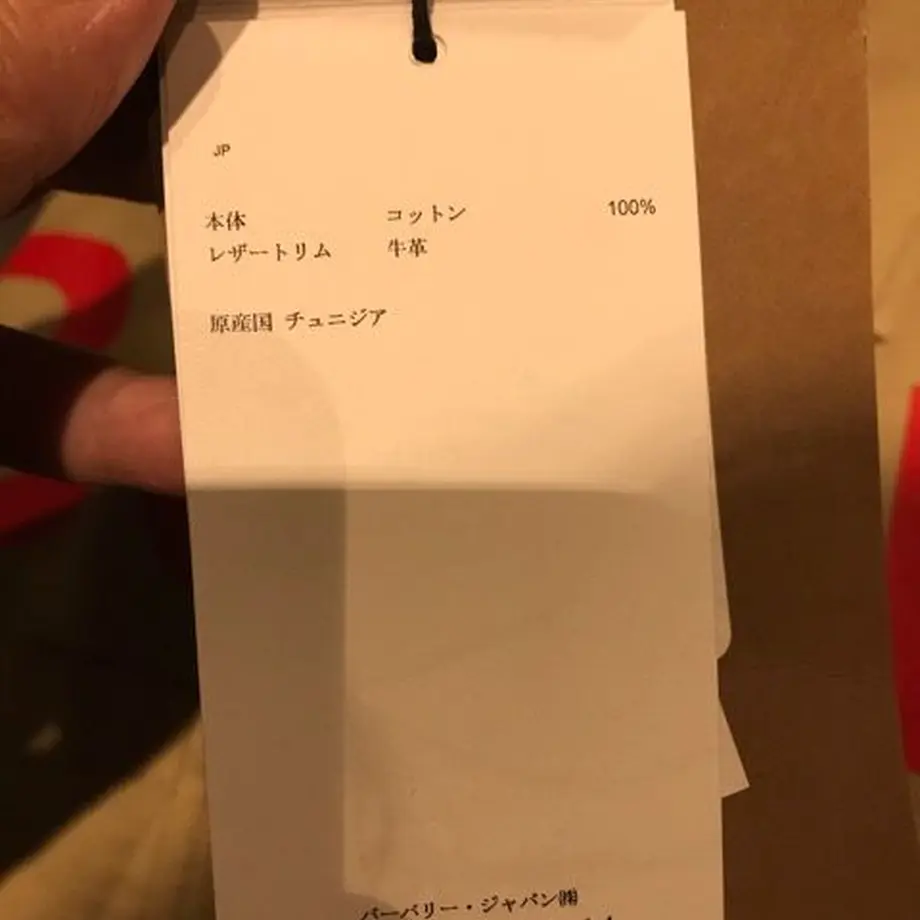 JP
本体 コットン 100%
レザートリム 牛革
原産国 チュニジア
バーバリー・ジャパン㈱